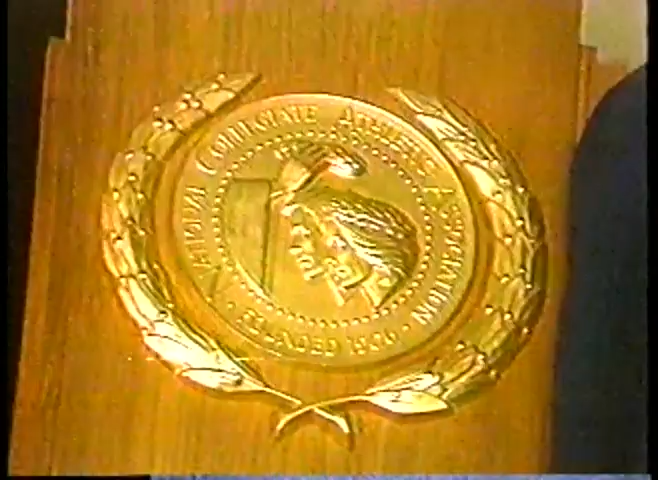 NATIONAL COLLEGIATE ATHLETIC ASSOCIATION
· FOUNDED 1906 ·